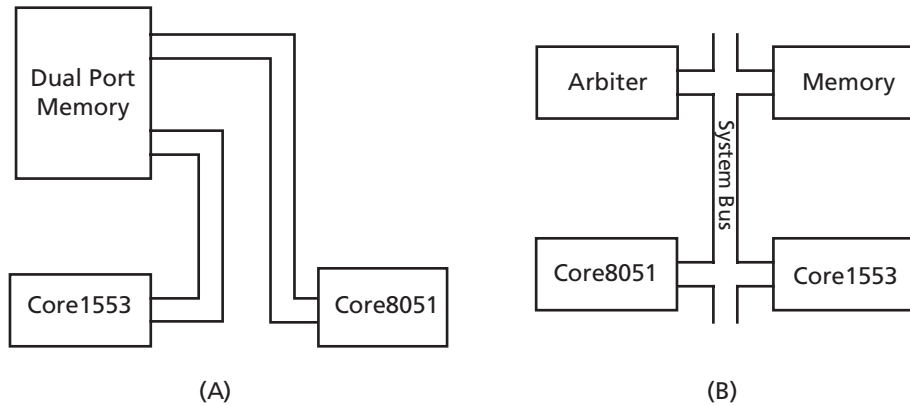 Dual Port
Memory
Core1553
Core8051
(A)
Arbiter
Memory
System Bus
Core8051
Core1553
(B)